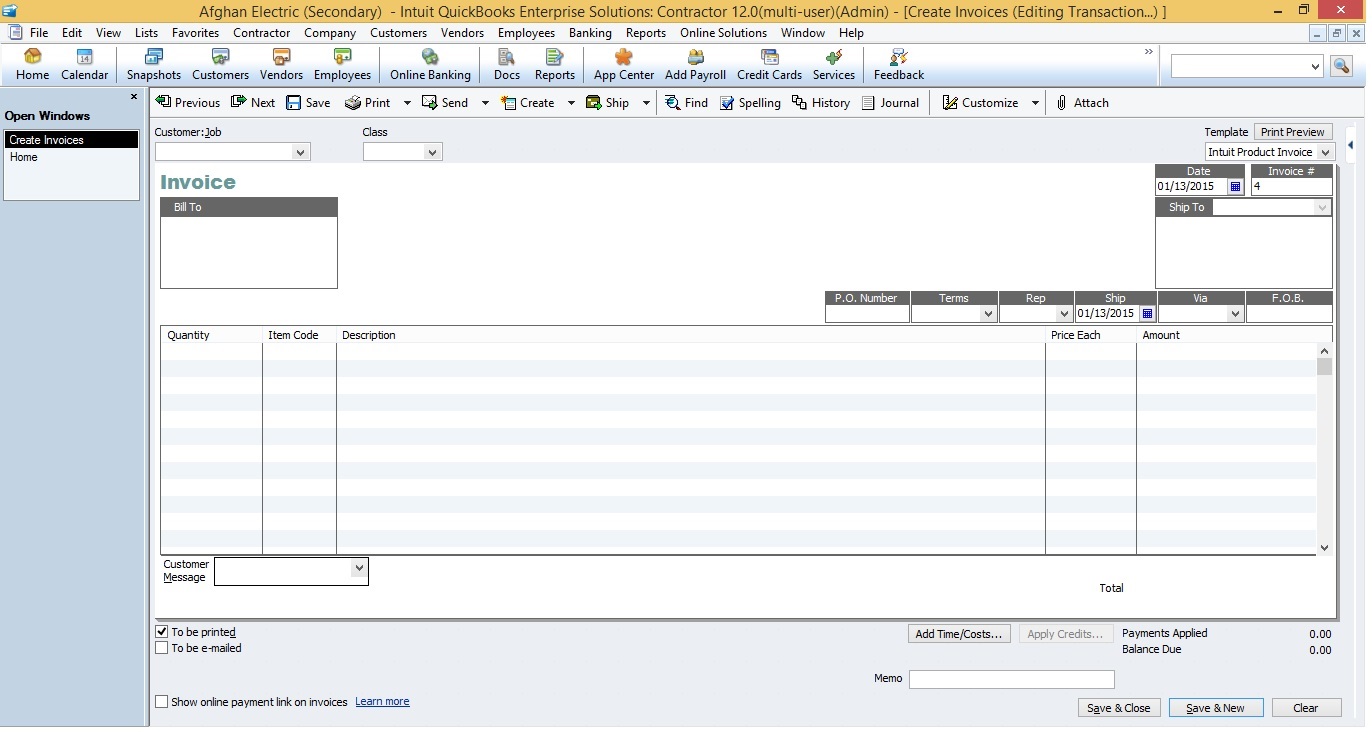 Afghan Electric (Secondary) - Intuit QuickBooks Enterprise Solutions: Contractor 12.0(multi-user)(Admin) - [Create Invoices (Editing Transaction...) ]
File Edit View Lists Favorites Contractor Company Customers Vendors Employees Banking Reports Online Solutions Window Help
14
Home Calendar Snapshots Customers Vendors Employees Online Banking Docs Reports App Center Add Payroll Credit Cards Services Feedback
Open Windows
Create Invoices
Home
Previous Next Save Print Send Create Ship Find Spelling History Journal Customize Attach
Customer:Job Class Template Print Preview
Intuit Product Invoice
Invoice
Date Invoice #
01/13/2015 4
Bill To Ship To
P.O. Number Terms Rep Ship Via F.O.B.
01/13/2015
Quantity Item Code Description Price Each Amount
Customer
Message
Total
To be printed Add Time/Costs... Apply Credits... Payments Applied 0.00
To be e-mailed Balance Due 0.00
Memo
Show online payment link on invoices Learn more
Save & Close Save & New Clear